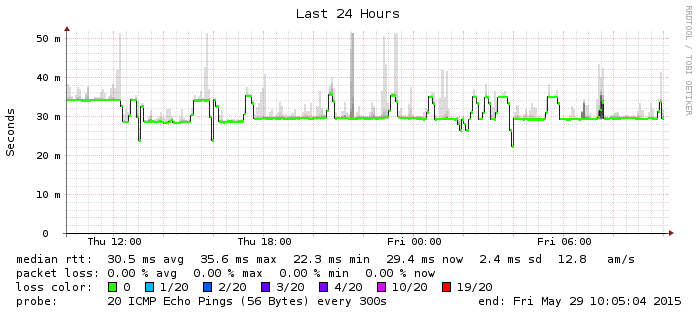 Last 24 Hours
RRDTOOL / TOBI OETIKER
Seconds
50 m
40 m
30 m
20 m
10 m
0
Thu 12:00 Thu 18:00 Fri 00:00 Fri 06:00
median rtt: 30.5 ms avg 35.6 ms max 22.3 ms min 29.4 ms now 2.4 ms sd 12.8 am/s
packet loss: 0.00 % avg 0.00 % max 0.00 % min 0.00 % now
loss color: 0 1/20 2/20 3/20 4/20 10/20 19/20
probe: 20 ICMP Echo Pings (56 Bytes) every 300s end: Fri May 29 10:05:04 2015